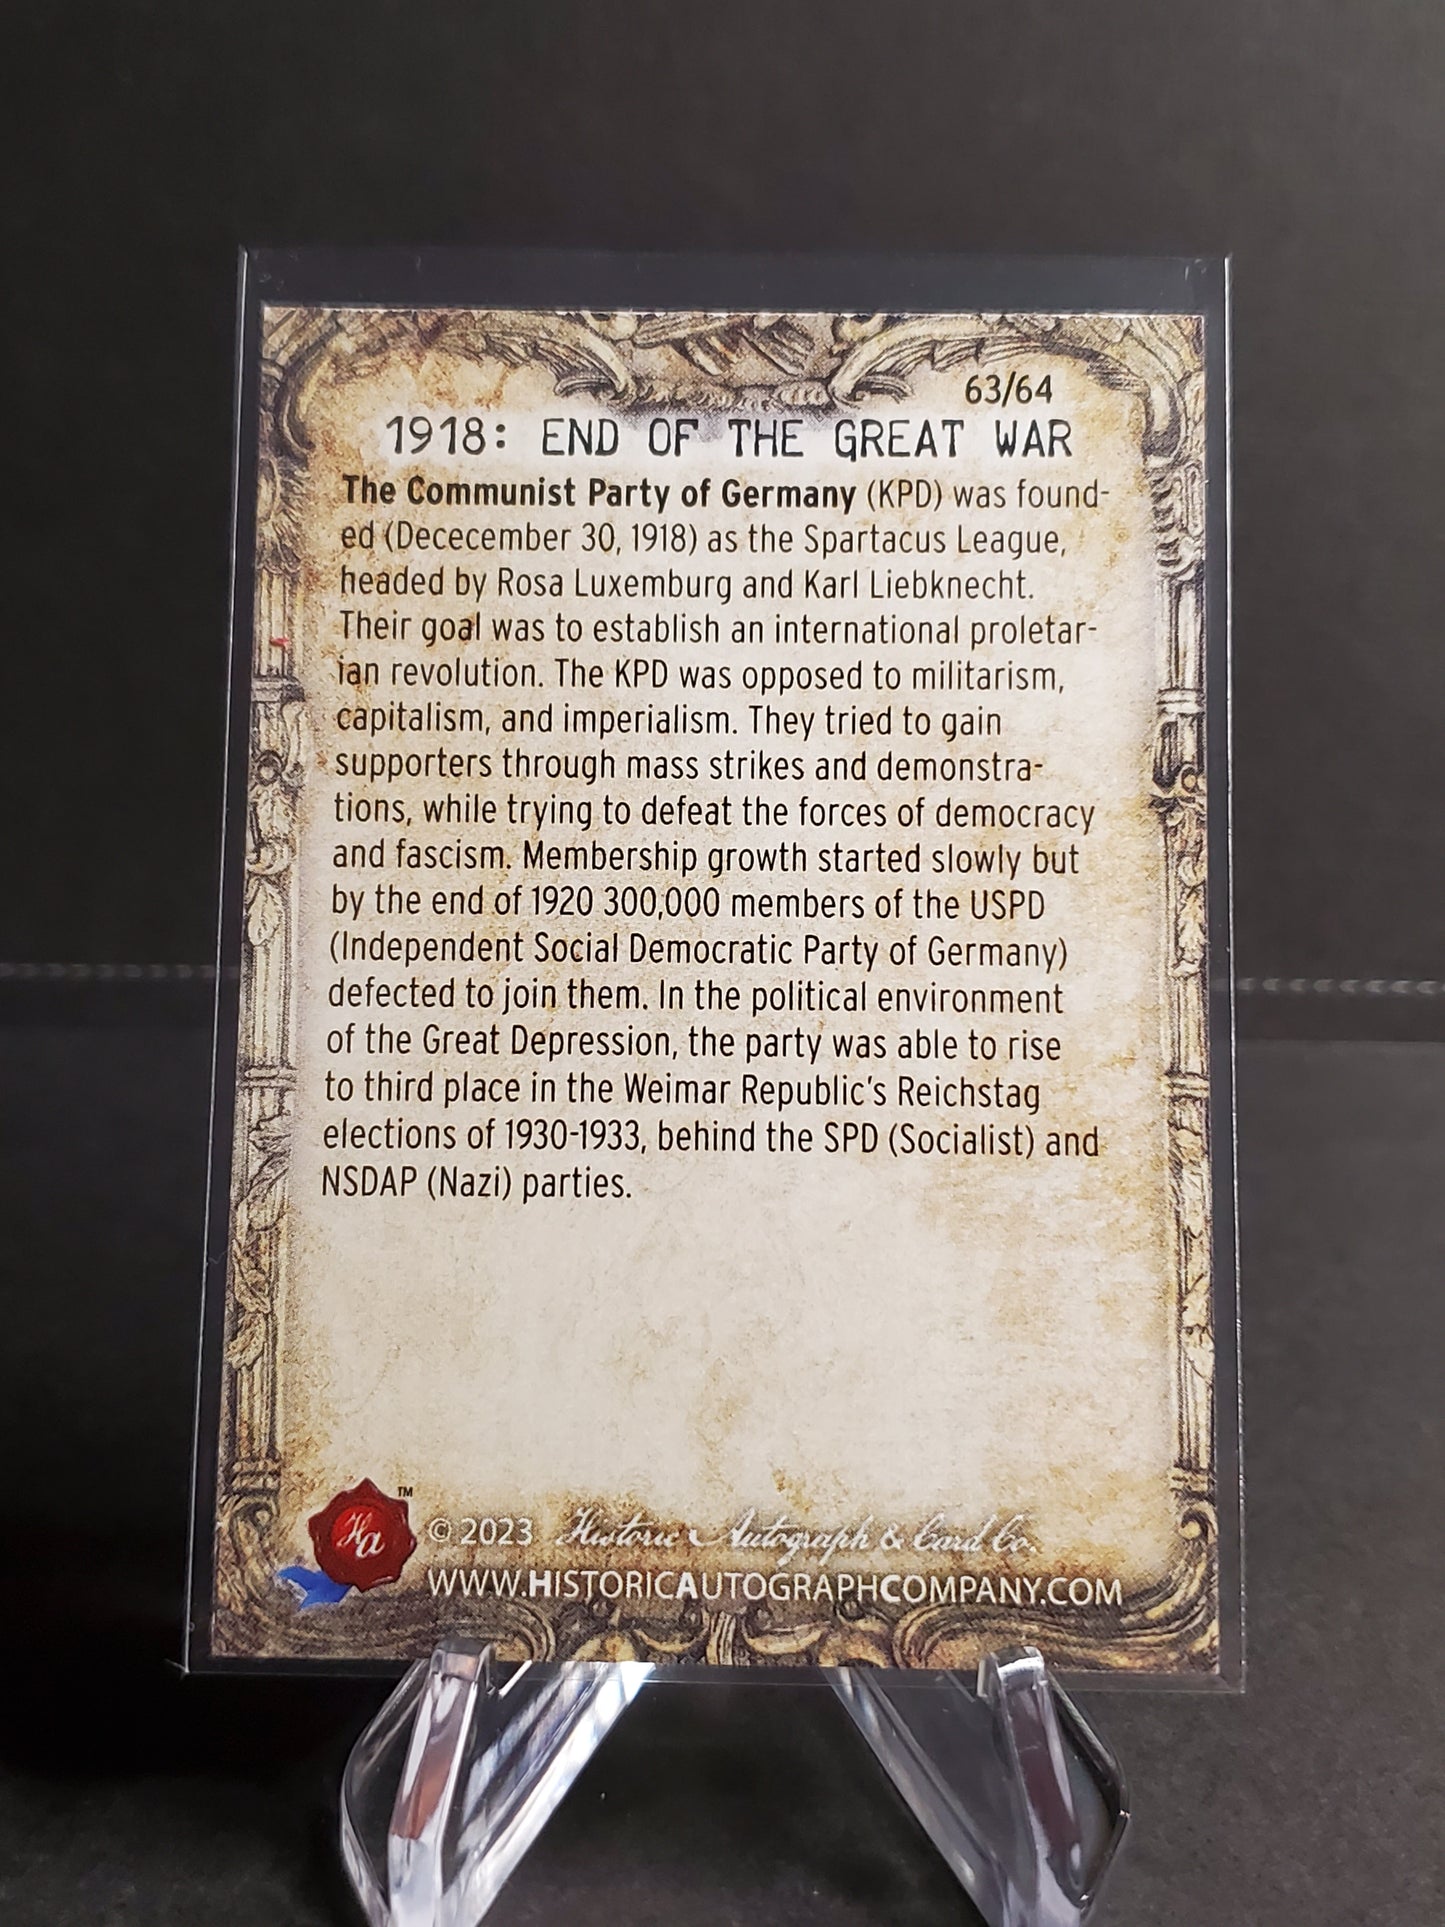 63/64
1918: END OF THE GREAT WAR
The Communist Party of Germany (KPD) was found-
ed (Dececember 30, 1918) as the Spartacus League,
headed by Rosa Luxemburg and Karl Liebknecht.
Their goal was to establish an international proletar-
ian revolution. The KPD was opposed to militarism,
capitalism, and imperialism. They tried to gain
supporters through mass strikes and demonstra-
tions, while trying to defeat the forces of democracy
and fascism. Membership growth started slowly but
by the end of 1920 300,000 members of the USPD
(Independent Social Democratic Party of Germany)
defected to join them. In the political environment
of the Great Depression, the party was able to rise
to third place in the Weimar Republic's Reichstag
elections of 1930-1933, behind the SPD (Socialist) and
NSDAP (Nazi) parties.
Ha ™
© 2023 Historic Autograph & Card Co.
WWW.HISTORICAUTOGRAPHCOMPANY.COM